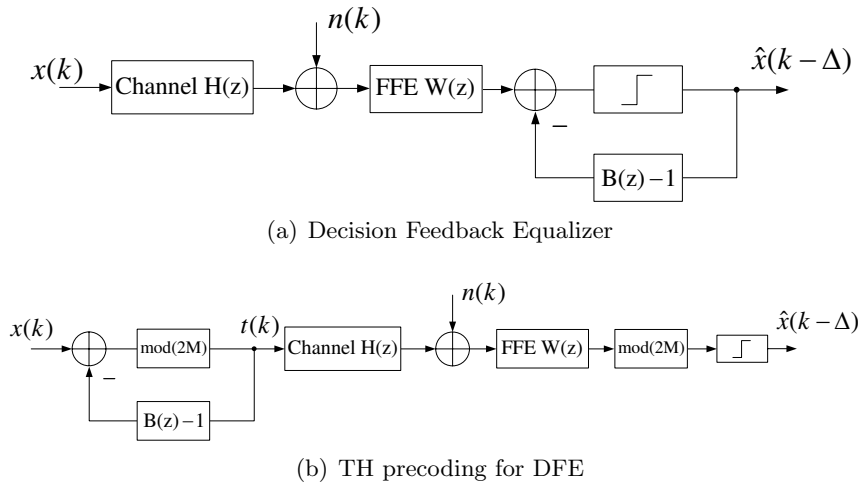 n(k)
x(k) Channel H(z) FFE W(z) x̂(k−Δ)
−
B(z)−1
(a) Decision Feedback Equalizer
n(k)
x(k) mod(2M) t(k) Channel H(z) FFE W(z) mod(2M) x̂(k−Δ)
−
B(z)−1
(b) TH precoding for DFE